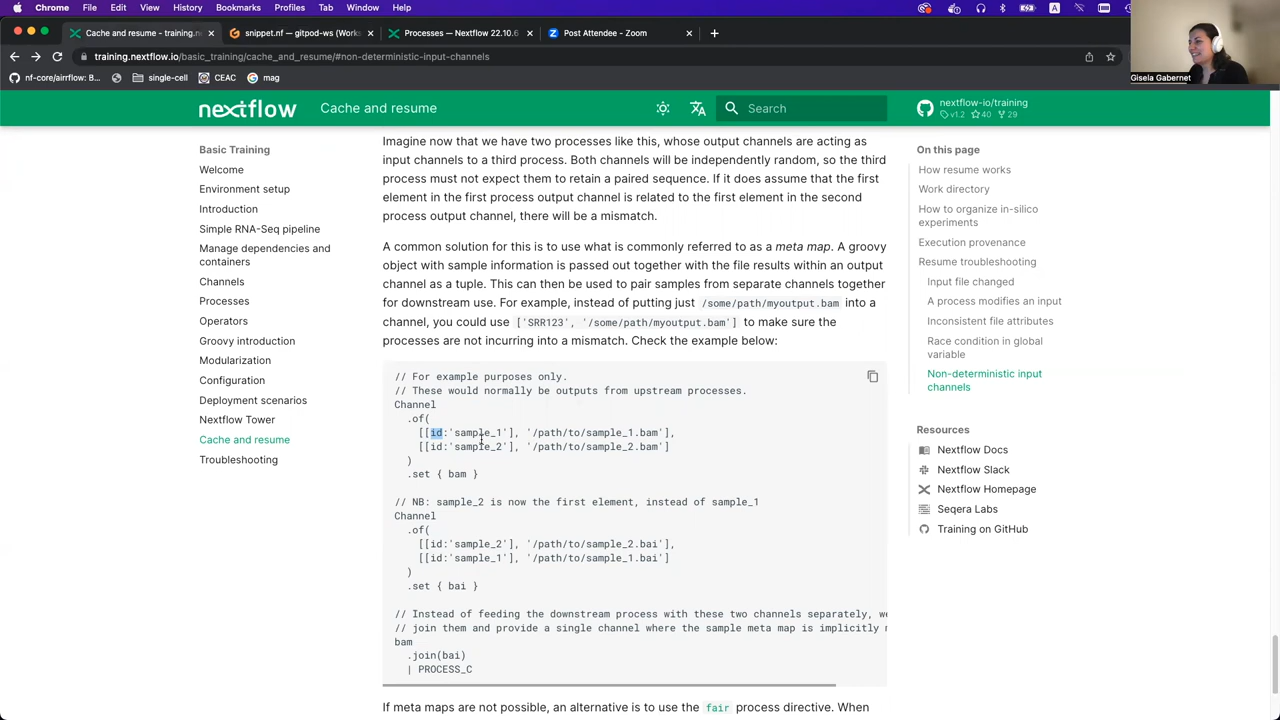 Chrome File Edit View History Bookmarks Profiles Tab Window Help
Cache and resume - training.ne
snippet.nf - gitpod-ws (Works
Processes — Nextflow 22.10.6
Post Attendee - Zoom
training.nextflow.io/basic_training/cache_and_resume/#non-deterministic-input-channels
nf-core/airrflow: B...
single-cell
CEAC
mag
Gisela Gabernet
nextflow
Cache and resume
Search
nextflow-io/training
v1.2 40 29
Basic Training
Welcome
Environment setup
Introduction
Simple RNA-Seq pipeline
Manage dependencies and
containers
Channels
Processes
Operators
Groovy introduction
Modularization
Configuration
Deployment scenarios
Nextflow Tower
Cache and resume
Troubleshooting
Imagine now that we have two processes like this, whose output channels are acting as
input channels to a third process. Both channels will be independently random, so the third
process must not expect them to retain a paired sequence. If it does assume that the first
element in the first process output channel is related to the first element in the second
process output channel, there will be a mismatch.
A common solution for this is to use what is commonly referred to as a meta map. A groovy
object with sample information is passed out together with the file results within an output
channel as a tuple. This can then be used to pair samples from separate channels together
for downstream use. For example, instead of putting just /some/path/myoutput.bam into a
channel, you could use ['SRR123', '/some/path/myoutput.bam'] to make sure the
processes are not incurring into a mismatch. Check the example below:
// For example purposes only.
// These would normally be outputs from upstream processes.
Channel
.of(
[[id:'sample_1'], '/path/to/sample_1.bam'],
[[id:'sample_2'], '/path/to/sample_2.bam']
)
.set { bam }
// NB: sample_2 is now the first element, instead of sample_1
Channel
.of(
[[id:'sample_2'], '/path/to/sample_2.bai'],
[[id:'sample_1'], '/path/to/sample_1.bai']
)
.set { bai }
// Instead of feeding the downstream process with these two channels separately, we
// join them and provide a single channel where the sample meta map is implicitly m
bam
.join(bai)
| PROCESS_C
If meta maps are not possible, an alternative is to use the fair process directive. When
On this page
How resume works
Work directory
How to organize in-silico
experiments
Execution provenance
Resume troubleshooting
Input file changed
A process modifies an input
Inconsistent file attributes
Race condition in global
variable
Non-deterministic input
channels
Resources
Nextflow Docs
Nextflow Slack
Nextflow Homepage
Seqera Labs
Training on GitHub